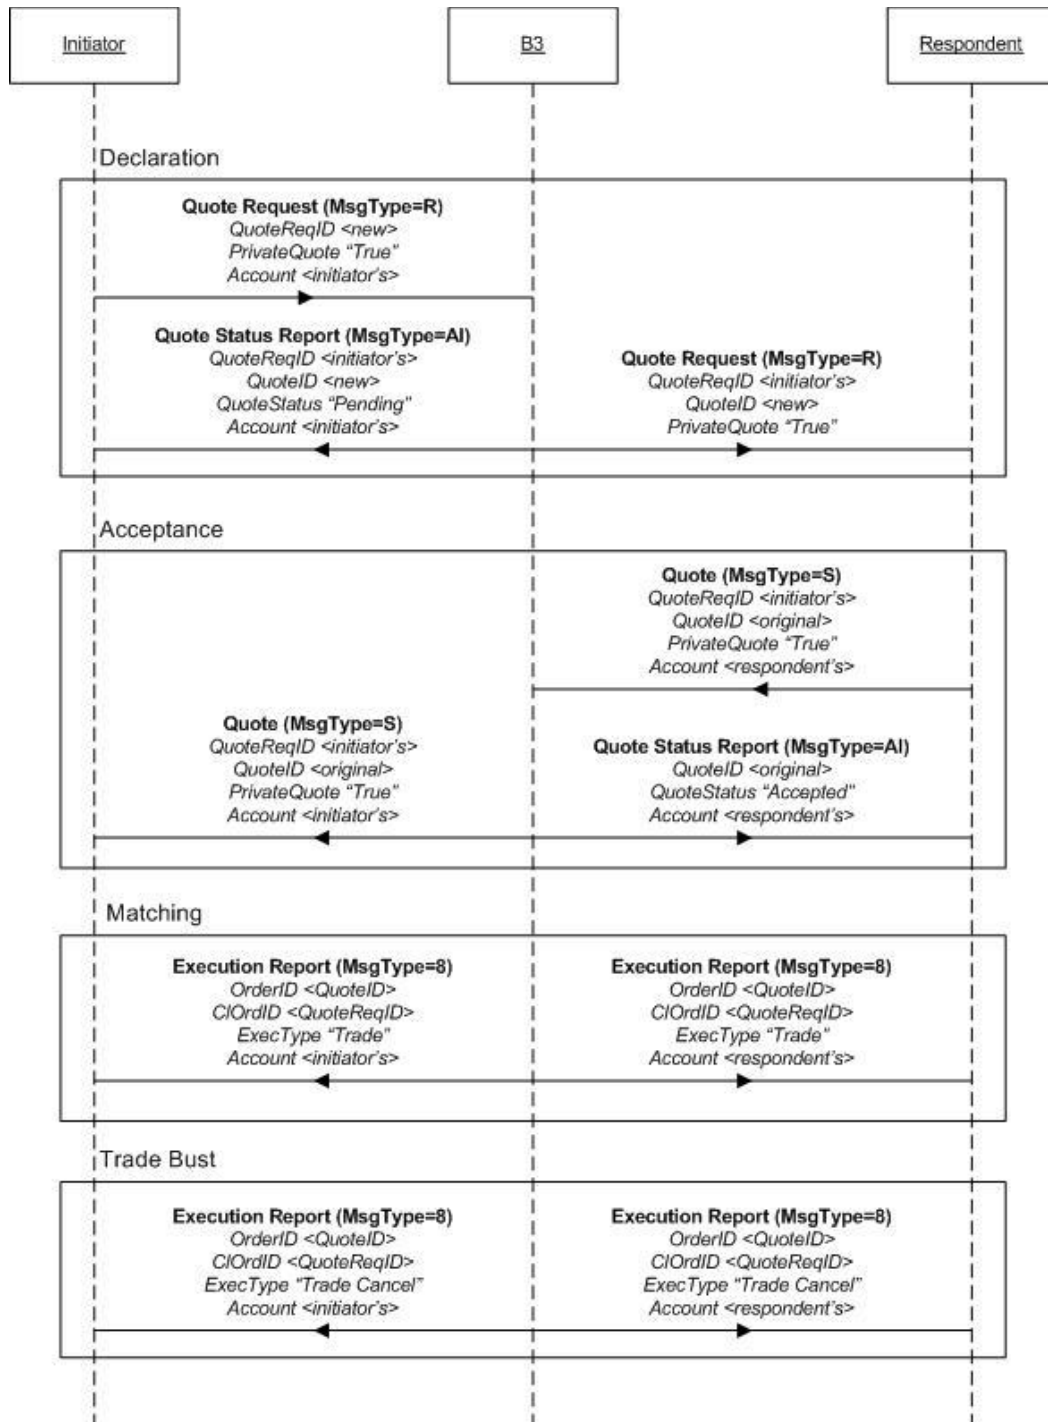 Initiator
B3
Respondent
Declaration
Quote Request (MsgType=R)
QuoteReqID <new>
PrivateQuote “True”
Account <initiator’s>
Quote Status Report (MsgType=AI)
QuoteReqID <initiator’s>
QuoteID <new>
QuoteStatus “Pending”
Account <initiator’s>
Quote Request (MsgType=R)
QuoteReqID <initiator’s>
QuoteID <new>
PrivateQuote “True”
Acceptance
Quote (MsgType=S)
QuoteReqID <initiator’s>
QuoteID <original>
PrivateQuote “True”
Account <respondent’s>
Quote (MsgType=S)
QuoteReqID <initiator’s>
QuoteID <original>
PrivateQuote “True”
Account <initiator’s>
Quote Status Report (MsgType=AI)
QuoteID <original>
QuoteStatus “Accepted”
Account <respondent’s>
Matching
Execution Report (MsgType=8)
OrderID <QuoteID>
ClOrdID <QuoteReqID>
ExecType “Trade”
Account <initiator’s>
Execution Report (MsgType=8)
OrderID <QuoteID>
ClOrdID <QuoteReqID>
ExecType “Trade”
Account <respondent’s>
Trade Bust
Execution Report (MsgType=8)
OrderID <QuoteID>
ClOrdID <QuoteReqID>
ExecType “Trade Cancel”
Account <initiator’s>
Execution Report (MsgType=8)
OrderID <QuoteID>
ClOrdID <QuoteReqID>
ExecType “Trade Cancel”
Account <respondent’s>